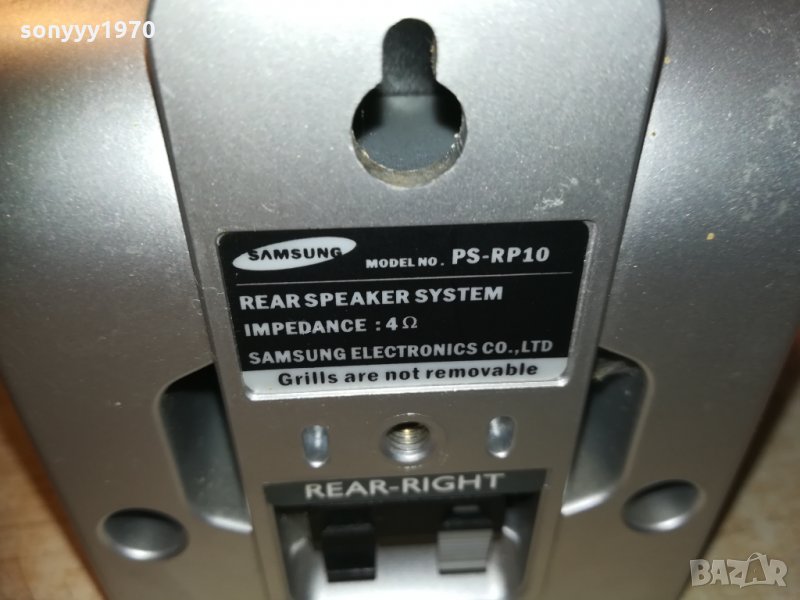 sonyyy1970
SAMSUNG MODEL NO. PS-RP10
REAR SPEAKER SYSTEM
IMPEDANCE : 4Ω
SAMSUNG ELECTRONICS CO.,LTD
Grills are not removable
REAR-RIGHT
BAZAR